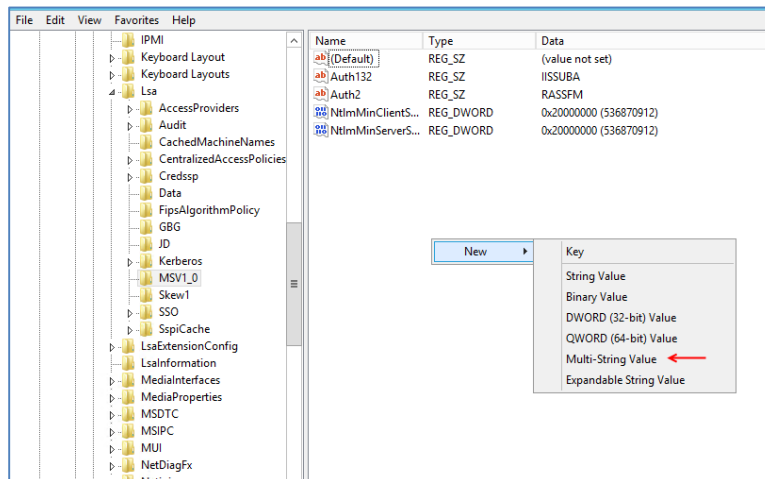 File Edit View Favorites Help
IPMI
Keyboard Layout
Keyboard Layouts
Lsa
AccessProviders
Audit
CachedMachineNames
CentralizedAccessPolicies
Credssp
Data
FipsAlgorithmPolicy
GBG
JD
Kerberos
MSV1_0
Skew1
SSO
SspiCache
LsaExtensionConfig
LsaInformation
MediaInterfaces
MediaProperties
MSDTC
MSIPC
MUI
NetDiagFx
Name Type Data
(Default) REG_SZ (value not set)
Auth132 REG_SZ IISSUBA
Auth2 REG_SZ RASSFM
NtlmMinClientS... REG_DWORD 0x20000000 (536870912)
NtlmMinServerS... REG_DWORD 0x20000000 (536870912)
New
Key
String Value
Binary Value
DWORD (32-bit) Value
QWORD (64-bit) Value
Multi-String Value
Expandable String Value